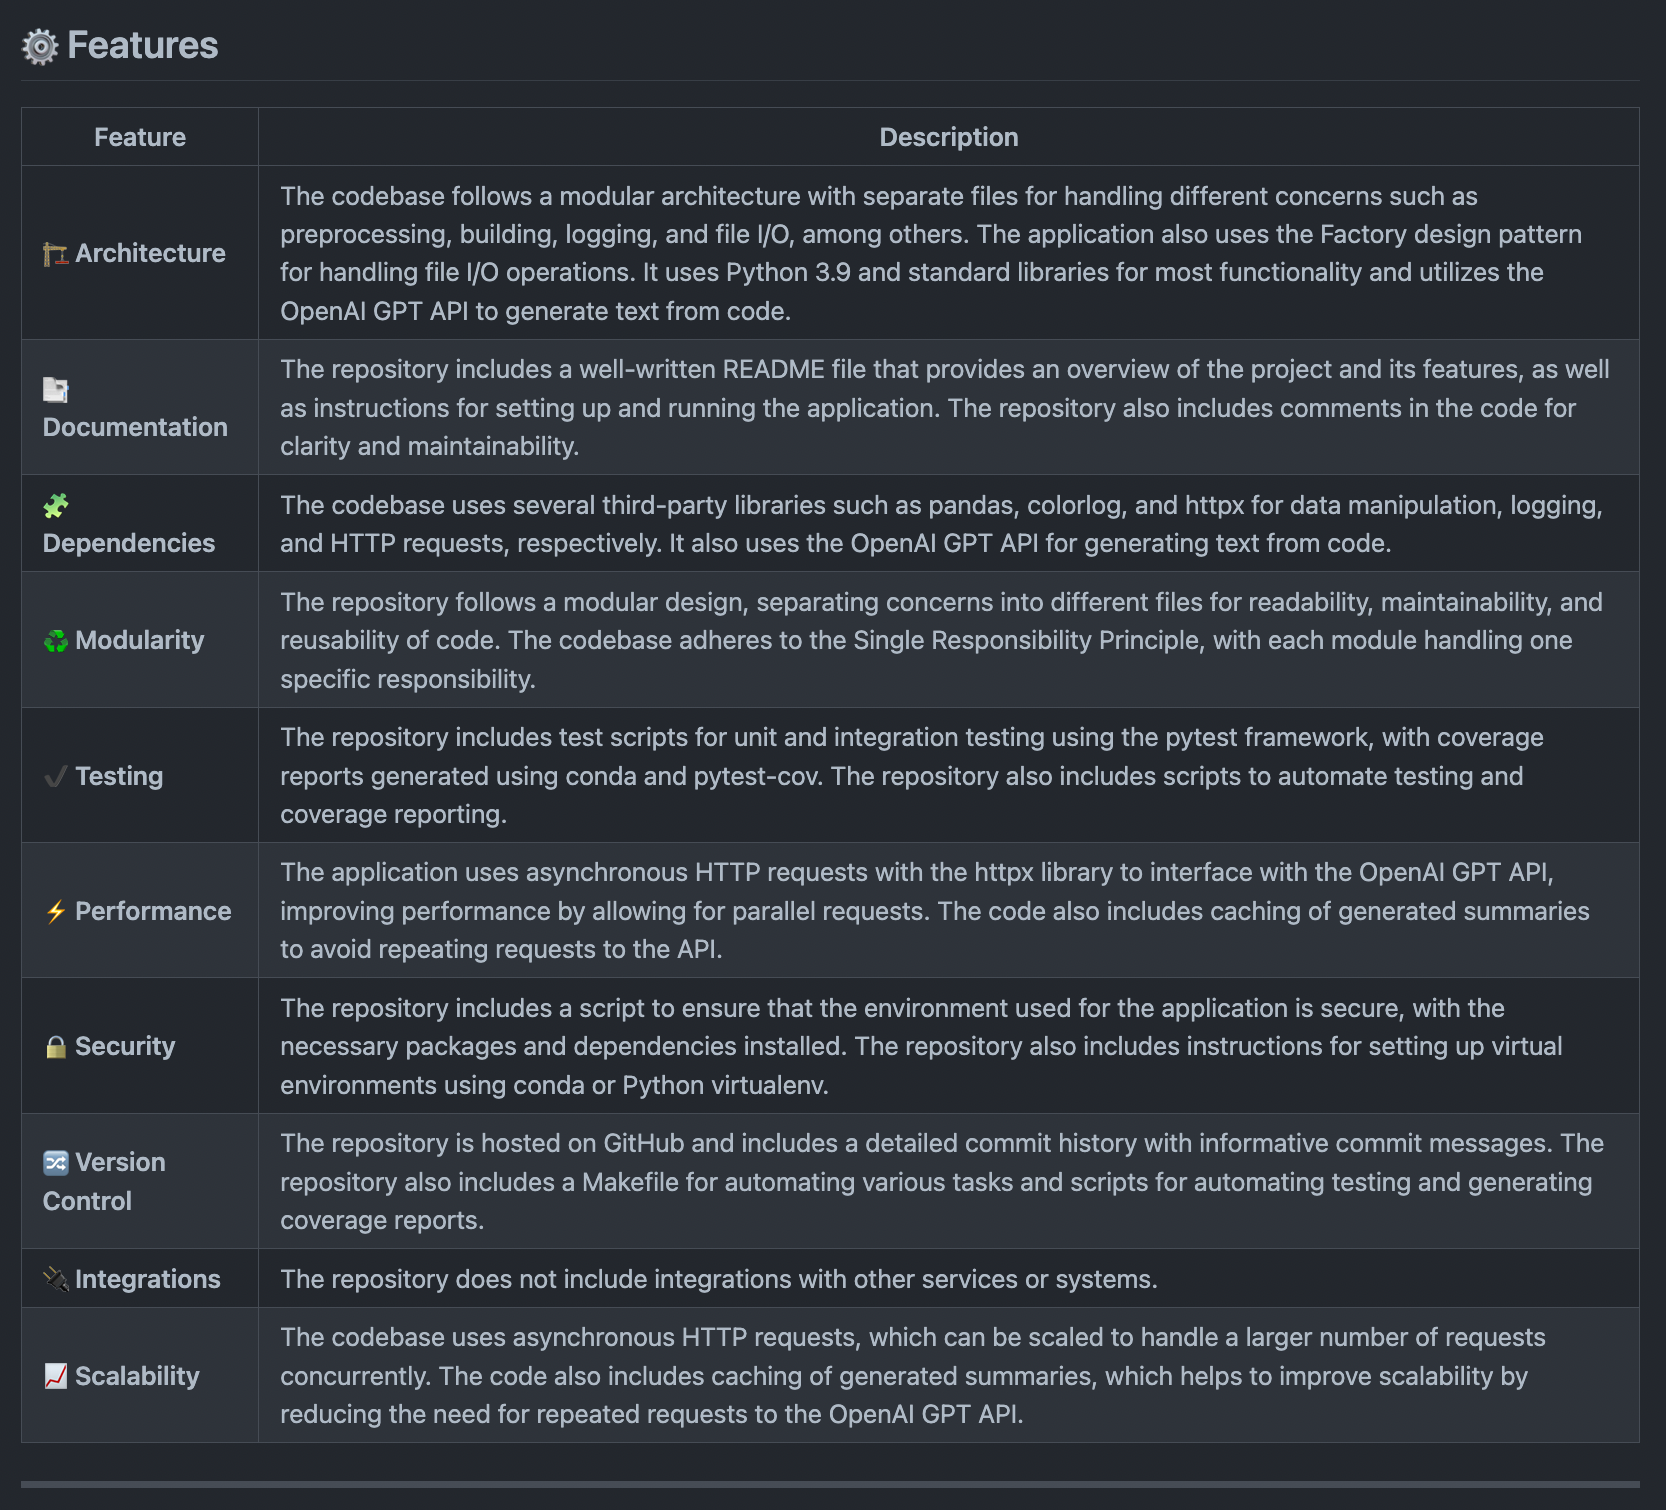 ⚙️ Features
Feature
Description
🏗 Architecture
The codebase follows a modular architecture with separate files for handling different concerns such as
preprocessing, building, logging, and file I/O, among others. The application also uses the Factory design pattern
for handling file I/O operations. It uses Python 3.9 and standard libraries for most functionality and utilizes the
OpenAI GPT API to generate text from code.
📑
Documentation
The repository includes a well-written README file that provides an overview of the project and its features, as well
as instructions for setting up and running the application. The repository also includes comments in the code for
clarity and maintainability.
🧩
Dependencies
The codebase uses several third-party libraries such as pandas, colorlog, and httpx for data manipulation, logging,
and HTTP requests, respectively. It also uses the OpenAI GPT API for generating text from code.
♻️ Modularity
The repository follows a modular design, separating concerns into different files for readability, maintainability, and
reusability of code. The codebase adheres to the Single Responsibility Principle, with each module handling one
specific responsibility.
✔️ Testing
The repository includes test scripts for unit and integration testing using the pytest framework, with coverage
reports generated using conda and pytest-cov. The repository also includes scripts to automate testing and
coverage reporting.
⚡️ Performance
The application uses asynchronous HTTP requests with the httpx library to interface with the OpenAI GPT API,
improving performance by allowing for parallel requests. The code also includes caching of generated summaries
to avoid repeating requests to the API.
🔒 Security
The repository includes a script to ensure that the environment used for the application is secure, with the
necessary packages and dependencies installed. The repository also includes instructions for setting up virtual
environments using conda or Python virtualenv.
🔀 Version
Control
The repository is hosted on GitHub and includes a detailed commit history with informative commit messages. The
repository also includes a Makefile for automating various tasks and scripts for automating testing and generating
coverage reports.
🔌 Integrations
The repository does not include integrations with other services or systems.
📈 Scalability
The codebase uses asynchronous HTTP requests, which can be scaled to handle a larger number of requests
concurrently. The code also includes caching of generated summaries, which helps to improve scalability by
reducing the need for repeated requests to the OpenAI GPT API.